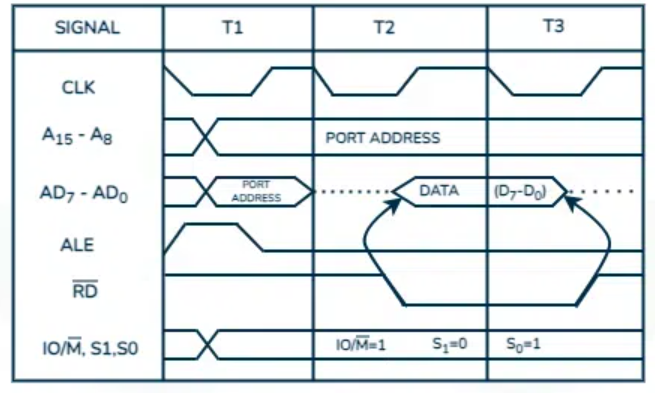 SIGNAL T1 T2 T3
CLK
A₁₅ - A₈ PORT ADDRESS
AD₇ - AD₀ PORT ADDRESS DATA (D₇-D₀)
ALE
R̅D̅
IO/M̅, S1,S0 IO/M̅=1 S₁=0 S₀=1